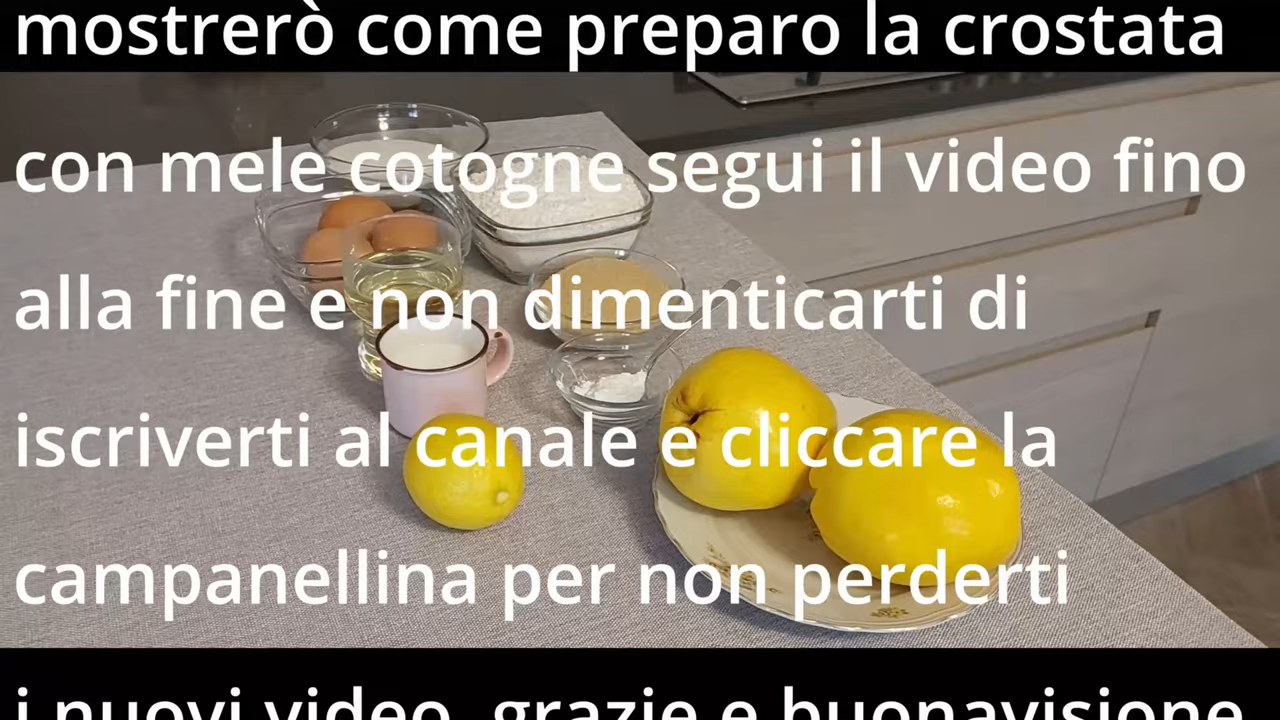 mostrerò come preparo la crostata
con mele cotogne segui il video fino
alla fine e non dimenticarti di
iscriverti al canale e cliccare la
campanellina per non perderti
i nuovi video, grazie e buonavisione